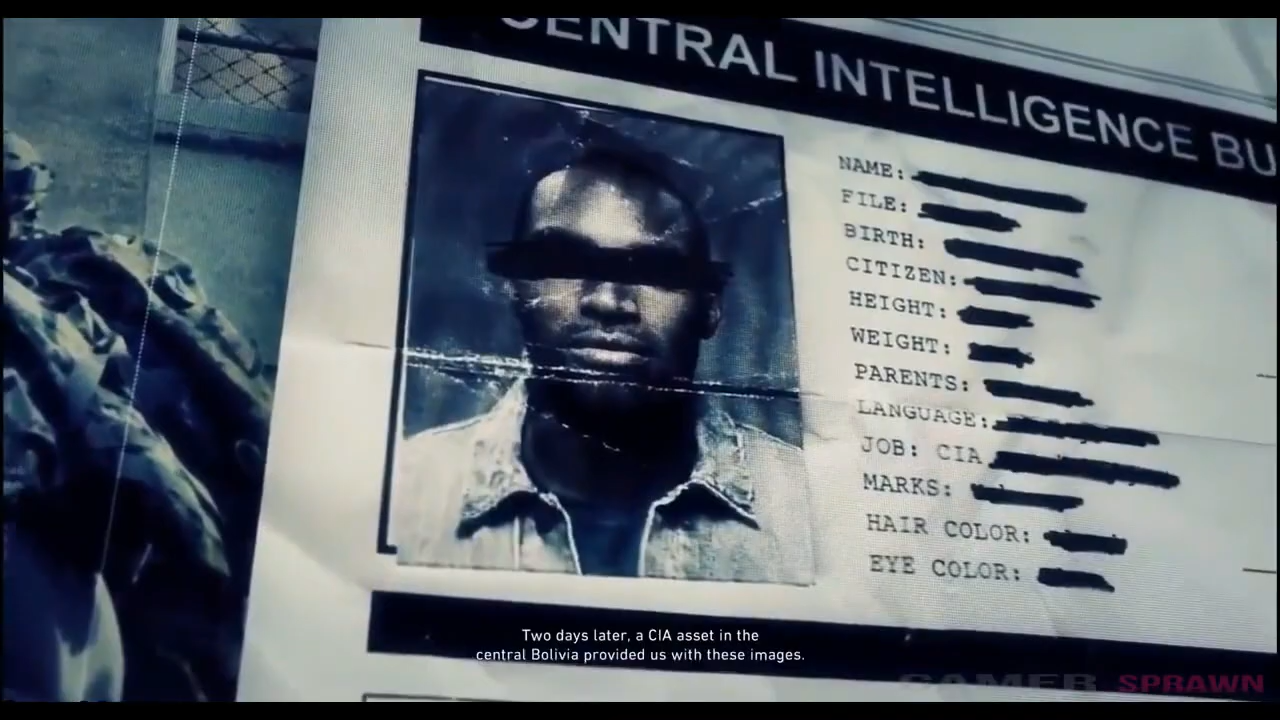 CENTRAL INTELLIGENCE BU
NAME:
FILE:
BIRTH:
CITIZEN:
HEIGHT:
WEIGHT:
PARENTS:
LANGUAGE:
JOB: CIA
MARKS:
HAIR COLOR:
EYE COLOR:
Two days later, a CIA asset in the
central Bolivia provided us with these images.
GAMER SPRAWN